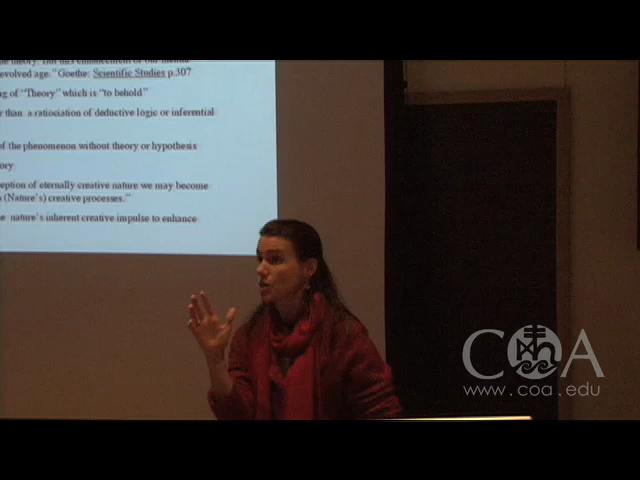 theory. But this enhancement of our mental
evolved age." Goethe: Scientific Studies p.307
g of "Theory" which is "to behold"
r than a ratiociation of deductive logic or inferential
of the phenomenon without theory or hypothesis
ory
eption of eternally creative nature we may become
(Nature's) creative processes."
e nature's inherent creative impulse to enhance
COA
www.coa.edu